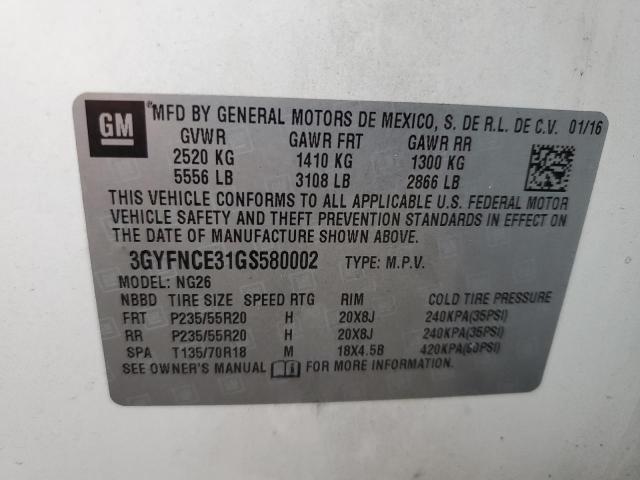 GM
MFD BY GENERAL MOTORS DE MEXICO, S. DE R.L. DE C.V. 01/16
GVWR GAWR FRT GAWR RR
2520 KG 1410 KG 1300 KG
5556 LB 3108 LB 2866 LB
THIS VEHICLE CONFORMS TO ALL APPLICABLE U.S. FEDERAL MOTOR
VEHICLE SAFETY AND THEFT PREVENTION STANDARDS IN EFFECT ON
THE DATE OF MANUFACTURE SHOWN ABOVE.
3GYFNCE31GS580002 TYPE: M.P.V.
MODEL: NG26
NBBD TIRE SIZE SPEED RTG RIM COLD TIRE PRESSURE
FRT P235/55R20 H 20X8J 240KPA(35PSI)
RR P235/55R20 H 20X8J 240KPA(35PSI)
SPA T135/70R18 M 18X4.5B 420KPA(60PSI)
SEE OWNER'S MANUAL FOR MORE INFORMATION.